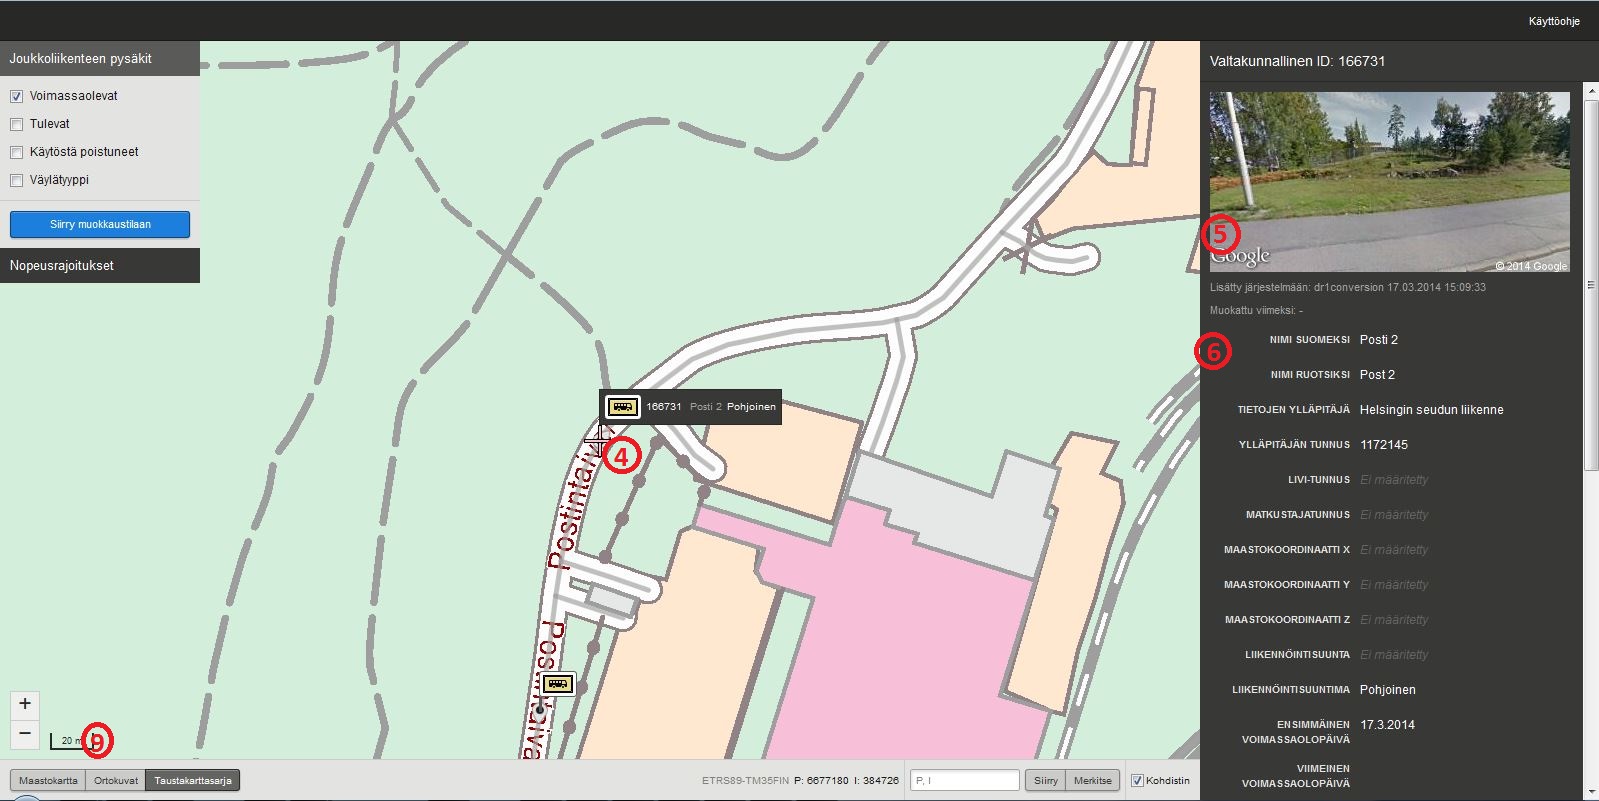 Käyttöohje
Joukkoliikenteen pysäkit
Voimassaolevat
Tulevat
Käytöstä poistuneet
Väylätyyppi
Siirry muokkaustilaan
Nopeusrajoitukset
166731 Posti 2 Pohjoinen
4
Postintaival
Postintaival
+
−
20 m
9
Maastokartta
Ortokuvat
Taustakarttasarja
ETRS89-TM35FIN P: 6677180 I: 384726
P, I
Siirry
Merkitse
Kohdistin
Valtakunnallinen ID: 166731
5
Google
© 2014 Google
Lisätty järjestelmään: dr1conversion 17.03.2014 15:09:33
Muokattu viimeksi: -
6
NIMI SUOMEKSI Posti 2
NIMI RUOTSIKSI Post 2
TIETOJEN YLLÄPITÄJÄ Helsingin seudun liikenne
YLLÄPITÄJÄN TUNNUS 1172145
LIVI-TUNNUS Ei määritetty
MATKUSTAJATUNNUS Ei määritetty
MAASTOKOORDINAATTI X Ei määritetty
MAASTOKOORDINAATTI Y Ei määritetty
MAASTOKOORDINAATTI Z Ei määritetty
LIIKENNÖINTISUUNTA Ei määritetty
LIIKENNÖINTISUUNTIMA Pohjoinen
ENSIMMÄINEN 17.3.2014
VOIMASSAOLOPÄIVÄ
VIIMEINEN
VOIMASSAOLOPÄIVÄ